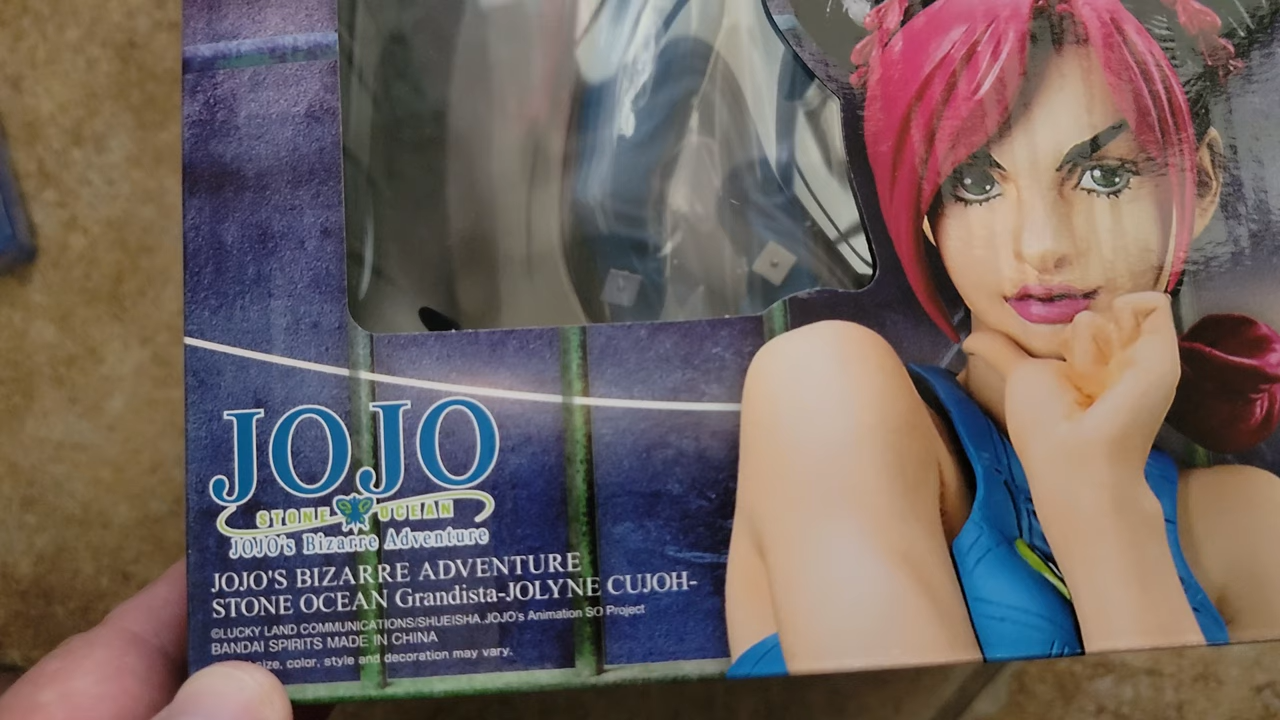 JOJO
STONE OCEAN
JOJO's Bizarre Adventure
JOJO'S BIZARRE ADVENTURE
STONE OCEAN Grandista-JOLYNE CUJOH-
©LUCKY LAND COMMUNICATIONS/SHUEISHA,JOJO's Animation SO Project
BANDAI SPIRITS MADE IN CHINA
size, color, style and decoration may vary.